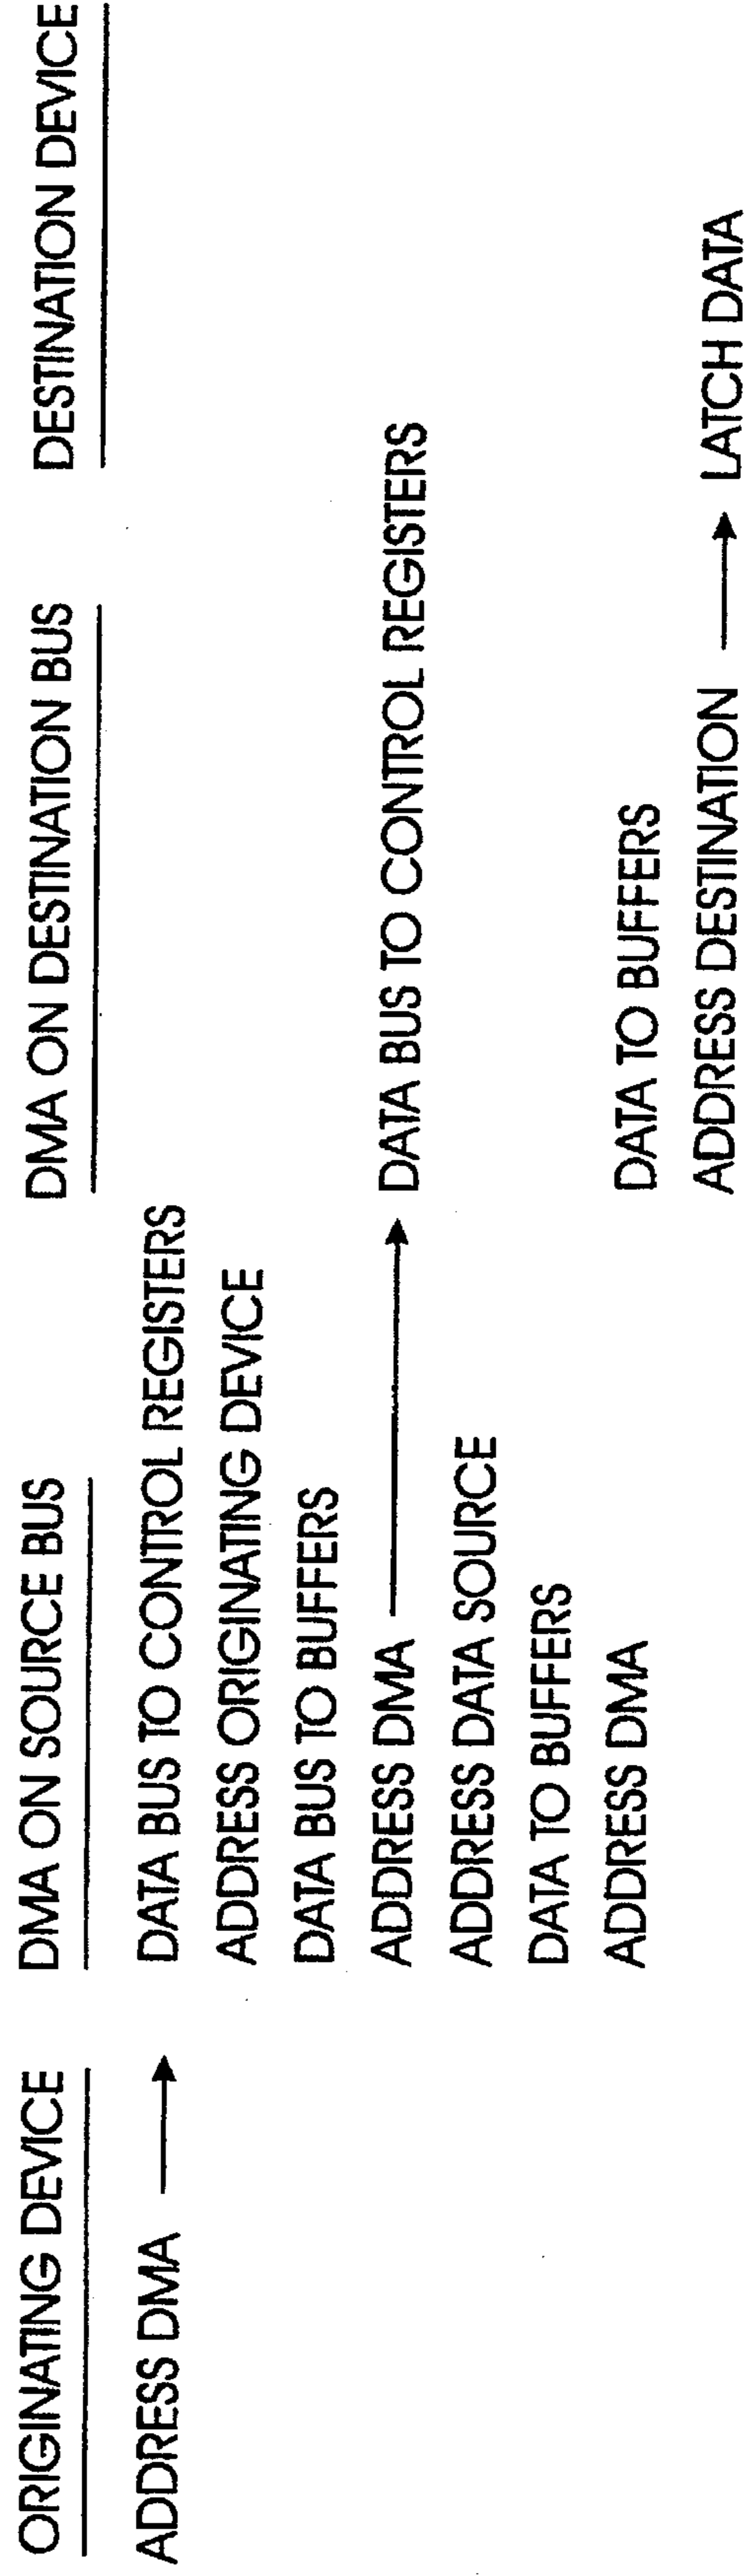 ORIGINATING DEVICE
DMA ON SOURCE BUS
DMA ON DESTINATION BUS
DESTINATION DEVICE
ADDRESS DMA
DATA BUS TO CONTROL REGISTERS
ADDRESS ORIGINATING DEVICE
DATA BUS TO BUFFERS
ADDRESS DMA
DATA BUS TO CONTROL REGISTERS
ADDRESS DATA SOURCE
DATA TO BUFFERS
ADDRESS DMA
DATA TO BUFFERS
ADDRESS DESTINATION
LATCH DATA